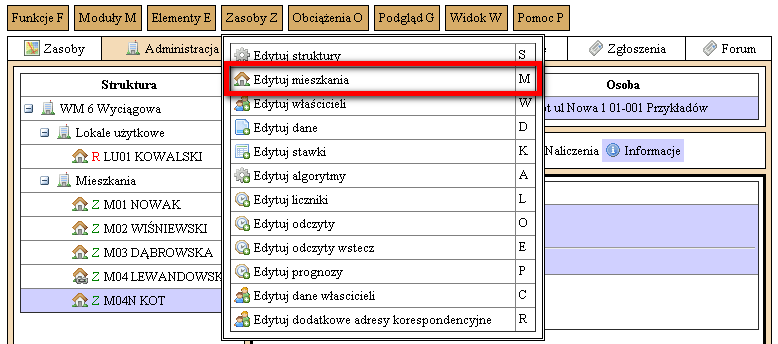 Funkcje F Moduły M Elementy E Zasoby Z Obciążenia O Podgląd G Widok W Pomoc P
Zasoby Administracja Zgłoszenia Forum
Struktura
WM 6 Wyciągowa
Lokale użytkowe
R LU01 KOWALSKI
Mieszkania
Z M01 NOWAK
Z M02 WIŚNIEWSKI
Z M03 DĄBROWSKA
Z M04 LEWANDOWSK
Z M04N KOT
Edytuj struktury S
Edytuj mieszkania M
Edytuj właścicieli W
Edytuj dane D
Edytuj stawki K
Edytuj algorytmy A
Edytuj liczniki L
Edytuj odczyty O
Edytuj odczyty wstecz E
Edytuj prognozy P
Edytuj dane wlascicieli C
Edytuj dodatkowe adresy korespondencyjne R
Osoba
ot ul Nowa 1 01-001 Przykładów
Naliczenia Informacje